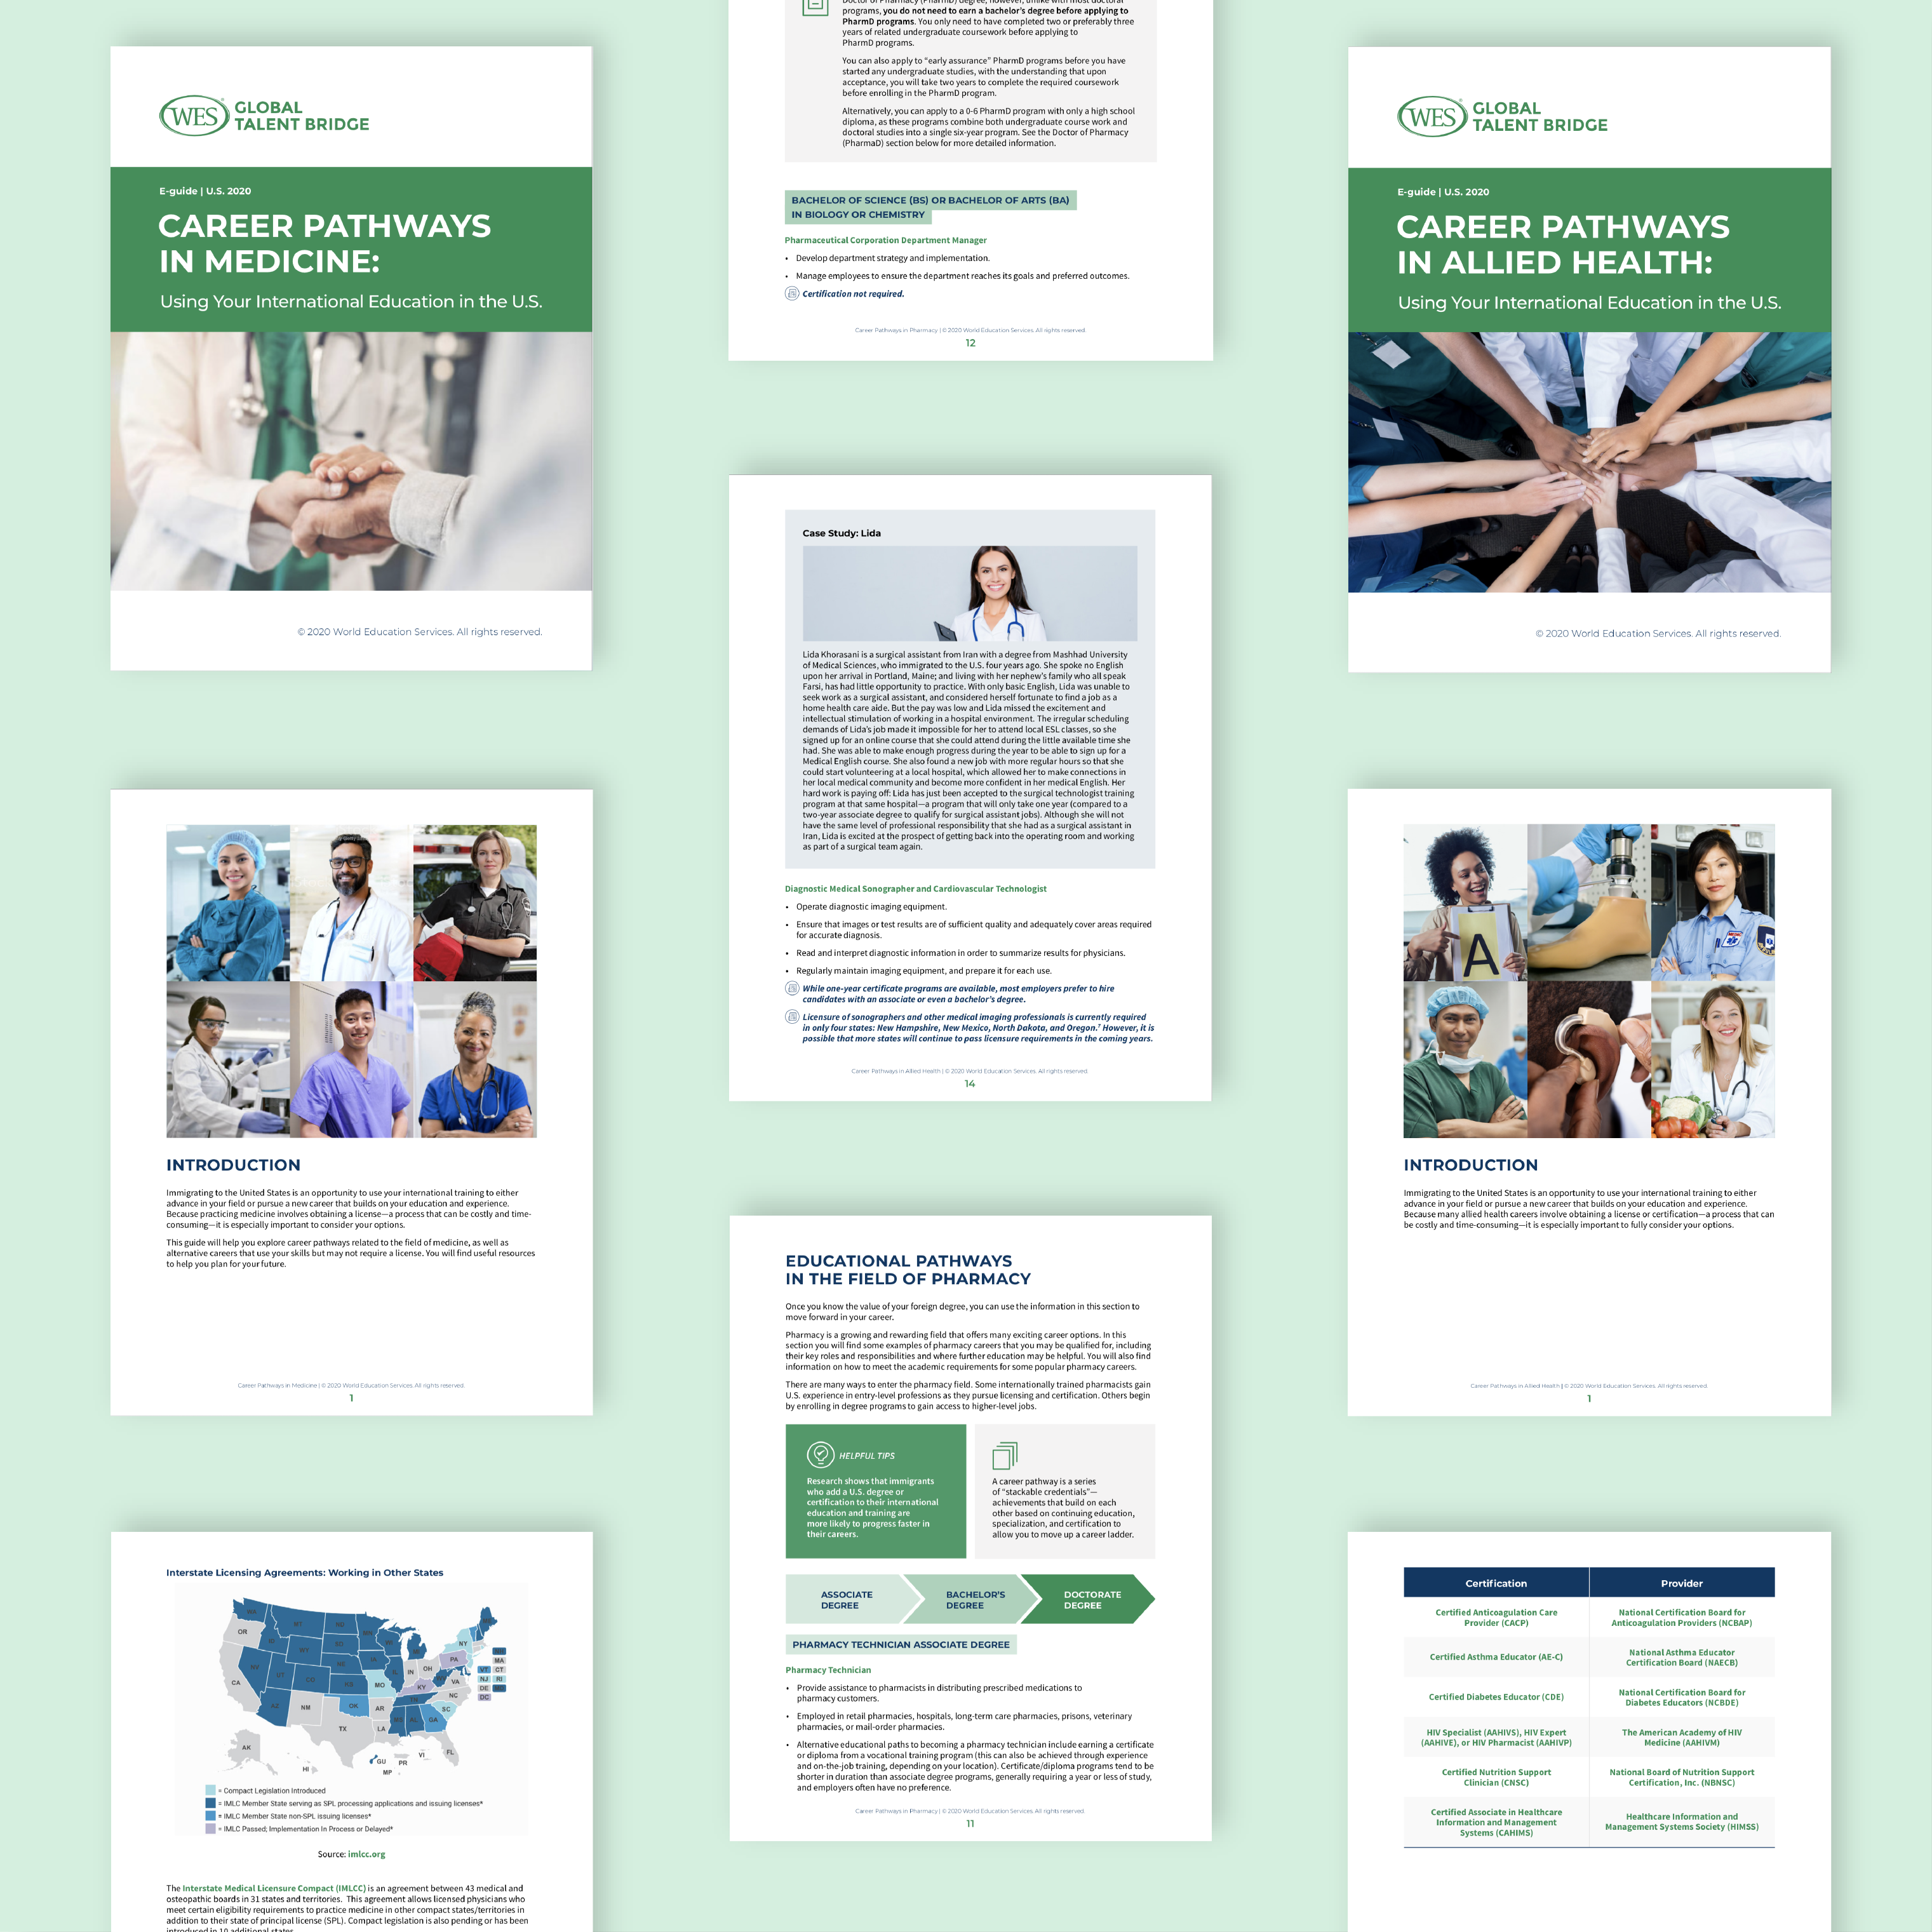 WES
GLOBAL
TALENT BRIDGE
E-guide | U.S. 2020
CAREER PATHWAYS
IN MEDICINE:
Using Your International Education in the U.S.
© 2020 World Education Services. All rights reserved.
INTRODUCTION
Immigrating to the United States is an opportunity to use your international training to either
advance in your field or pursue a new career that builds on your education and experience.
Because practicing medicine involves obtaining a license—a process that can be costly and time-
consuming—it is especially important to consider your options.
This guide will help you explore career pathways related to the field of medicine, as well as
alternative careers that use your skills but may not require a license. You will find useful resources
to help you plan for your future.
Career Pathways in Medicine | © 2020 World Education Services. All rights reserved.
1
Interstate Licensing Agreements: Working in Other States
OR
CA
NM
TX
OK
AR
LA
MO
IN
OH
KY
PA
NY
VA
NC
SC
GA
FL
AK
HI
GU
MP
PR
VI
MA
VT
CT
NJ
RI
DE
DC
= Compact Legislation Introduced
= IMLC Member State serving as SPL processing applications and issuing licenses*
= IMLC Member State non-SPL issuing licenses*
= IMLC Passed; Implementation In Process or Delayed*
Source: imlcc.org
The Interstate Medical Licensure Compact (IMLCC) is an agreement between 43 medical and
osteopathic boards in 31 states and territories. This agreement allows licensed physicians who
meet certain eligibility requirements to practice medicine in other compact states/territories in
addition to their state of principal license (SPL). Compact legislation is also pending or has been
introduced in 10 additional states.
Doctor of Pharmacy (PharmD) degree, however, unlike most doctoral
programs, you do not need to earn a bachelor's degree before applying to
PharmD programs. You only need to have completed two or preferably three
years of related undergraduate coursework before applying to
PharmD programs.
You can also apply to “early assurance” PharmD programs before you have
started any undergraduate studies, with the understanding that upon
acceptance, you will take two years to complete the required coursework
before enrolling in the PharmD program.
Alternatively, you can apply to a 0-6 PharmD program with only a high school
diploma, as these programs combine both undergraduate course work and
doctoral studies into a single six-year program. See the Doctor of Pharmacy
(PharmaD) section below for more detailed information.
BACHELOR OF SCIENCE (BS) OR BACHELOR OF ARTS (BA)
IN BIOLOGY OR CHEMISTRY
Pharmaceutical Corporation Department Manager
• Develop department strategy and implementation.
• Manage employees to ensure the department reaches its goals and preferred outcomes.
Certification not required.
Career Pathways in Pharmacy | © 2020 World Education Services. All rights reserved.
12
Case Study: Lida
Lida Khorasani is a surgical assistant from Iran with a degree from Mashhad University
of Medical Sciences, who immigrated to the U.S. four years ago. She spoke no English
upon her arrival in Portland, Maine; and living with her nephew's family who all speak
Farsi, has had little opportunity to practice. With only basic English, Lida was unable to
seek work as a surgical assistant, and considered herself fortunate to find a job as a
home health care aide. But the pay was low and Lida missed the excitement and
intellectual stimulation of working in a hospital environment. The irregular scheduling
demands of Lida's job made it impossible for her to attend local ESL classes, so she
signed up for an online course that she could attend during the little available time she
had. She was able to make enough progress during the year to be able to sign up for a
Medical English course. She also found a new job with more regular hours so that she
could start volunteering at a local hospital, which allowed her to make connections in
her local medical community and become more confident in her medical English. Her
hard work is paying off: Lida has just been accepted to the surgical technologist training
program at that same hospital—a program that will only take one year (compared to a
two-year associate degree to qualify for surgical assistant jobs). Although she will not
have the same level of professional responsibility that she had as a surgical assistant in
Iran, Lida is excited at the prospect of getting back into the operating room and working
as part of a surgical team again.
Diagnostic Medical Sonographer and Cardiovascular Technologist
• Operate diagnostic imaging equipment.
• Ensure that images or test results are of sufficient quality and adequately cover areas required
for accurate diagnosis.
• Read and interpret diagnostic information in order to summarize results for physicians.
• Regularly maintain imaging equipment, and prepare it for each use.
While one-year certificate programs are available, most employers prefer to hire
candidates with an associate or even a bachelor's degree.
Licensure of sonographers and other medical imaging professionals is currently required
in only four states: New Hampshire, New Mexico, North Dakota, and Oregon.7 However, it is
possible that more states will continue to pass licensure requirements in the coming years.
Career Pathways in Allied Health | © 2020 World Education Services. All rights reserved.
14
EDUCATIONAL PATHWAYS
IN THE FIELD OF PHARMACY
Once you know the value of your foreign degree, you can use the information in this section to
move forward in your career.
Pharmacy is a growing and rewarding field that offers many exciting career options. In this
section you will find some examples of pharmacy careers that you may be qualified for, including
their key roles and responsibilities and where further education may be helpful. You will also find
information on how to meet the academic requirements for some popular pharmacy careers.
There are many ways to enter the pharmacy field. Some internationally trained pharmacists gain
U.S. experience in entry-level professions as they pursue licensing and certification. Others begin
by enrolling in degree programs to gain access to higher-level jobs.
HELPFUL TIPS
Research shows that immigrants
who add a U.S. degree or
certification to their international
education and training are
more likely to progress faster in
their careers.
A career pathway is a series
of “stackable credentials”—
achievements that build on each
other based on continuing education,
specialization, and certification to
allow you to move up a career ladder.
ASSOCIATE
DEGREE
BACHELOR'S
DEGREE
DOCTORATE
DEGREE
PHARMACY TECHNICIAN ASSOCIATE DEGREE
Pharmacy Technician
• Provide assistance to pharmacists in distributing prescribed medications to
pharmacy customers.
• Employed in retail pharmacies, hospitals, long-term care pharmacies, prisons, veterinary
pharmacies, or mail-order pharmacies.
• Alternative educational paths to becoming a pharmacy technician include earning a certificate
or diploma from a vocational training program (this can also be achieved through experience
and on-the-job training, depending on your location). Certificate/diploma programs tend to be
shorter in duration than associate degree programs, generally requiring a year or less of study,
and employers often have no preference.
Career Pathways in Pharmacy | © 2020 World Education Services. All rights reserved.
11
WES
GLOBAL
TALENT BRIDGE
E-guide | U.S. 2020
CAREER PATHWAYS
IN ALLIED HEALTH:
Using Your International Education in the U.S.
© 2020 World Education Services. All rights reserved.
A
INTRODUCTION
Immigrating to the United States is an opportunity to use your international training to either
advance in your field or pursue a new career that builds on your education and experience.
Because many allied health careers involve obtaining a license or certification—a process that can
be costly and time-consuming—it is especially important to fully consider your options.
Career Pathways in Allied Health | © 2020 World Education Services. All rights reserved.
1
Certification
Provider
Certified Anticoagulation Care
Provider (CACP)
National Certification Board for
Anticoagulation Providers (NCBAP)
Certified Asthma Educator (AE-C)
National Asthma Educator
Certification Board (NAECB)
Certified Diabetes Educator (CDE)
National Certification Board for
Diabetes Educators (NCBDE)
HIV Specialist (AAHIVS), HIV Expert
(AAHIVE), or HIV Pharmacist (AAHIVP)
The American Academy of HIV
Medicine (AAHIVM)
Certified Nutrition Support
Clinician (CNSC)
National Board of Nutrition Support
Certification, Inc. (NBNSC)
Certified Associate in Healthcare
Information and Management
Systems (CAHIMS)
Healthcare Information and
Management Systems Society (HIMSS)